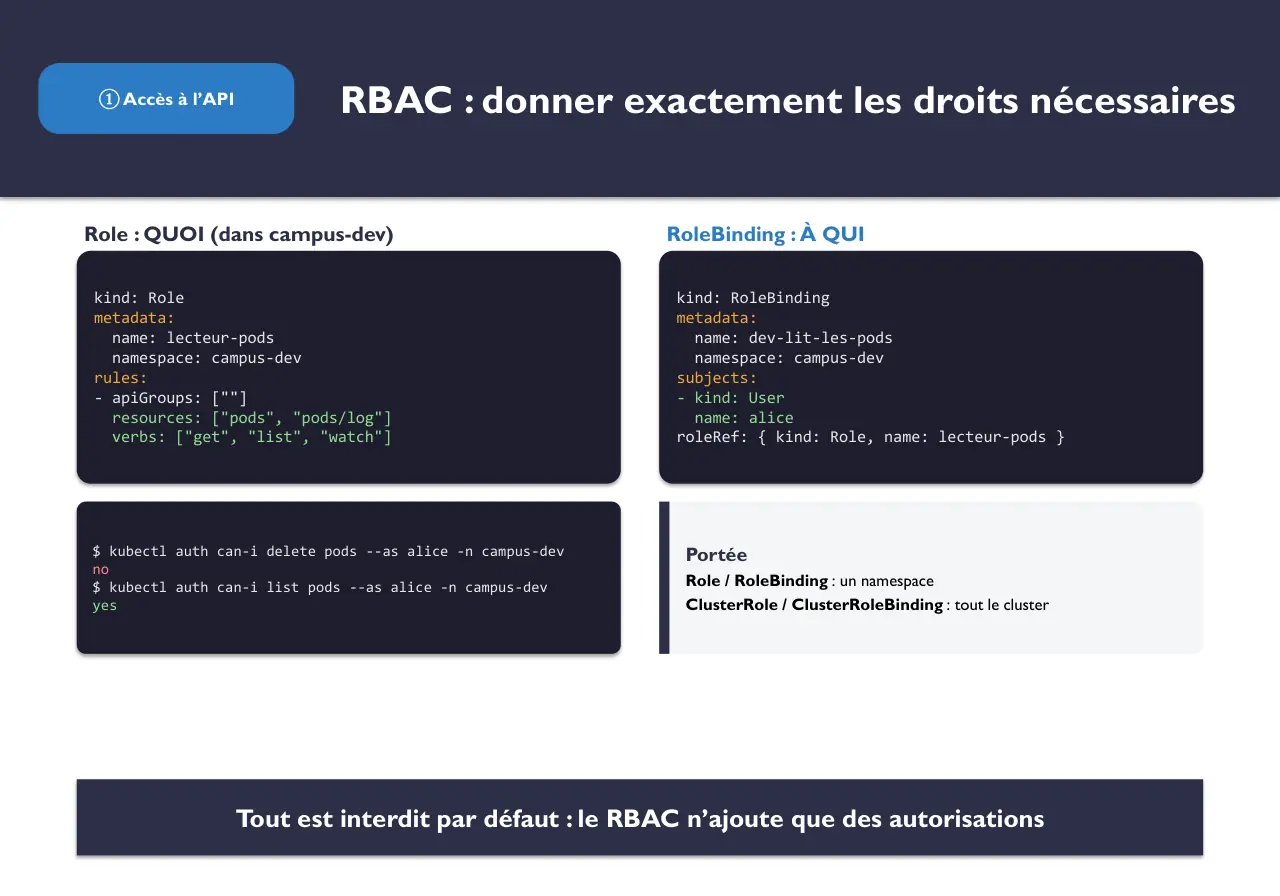 ① Accès à l’API
RBAC : donner exactement les droits nécessaires
Role : QUOI (dans campus-dev)
kind: Role
metadata:
  name: lecteur-pods
  namespace: campus-dev
rules:
- apiGroups: [""]
  resources: ["pods", "pods/log"]
  verbs: ["get", "list", "watch"]
RoleBinding : À QUI
kind: RoleBinding
metadata:
  name: dev-lit-les-pods
  namespace: campus-dev
subjects:
- kind: User
  name: alice
roleRef: { kind: Role, name: lecteur-pods }
$ kubectl auth can-i delete pods --as alice -n campus-dev
no
$ kubectl auth can-i list pods --as alice -n campus-dev
yes
Portée
Role / RoleBinding : un namespace
ClusterRole / ClusterRoleBinding : tout le cluster
Tout est interdit par défaut : le RBAC n’ajoute que des autorisations